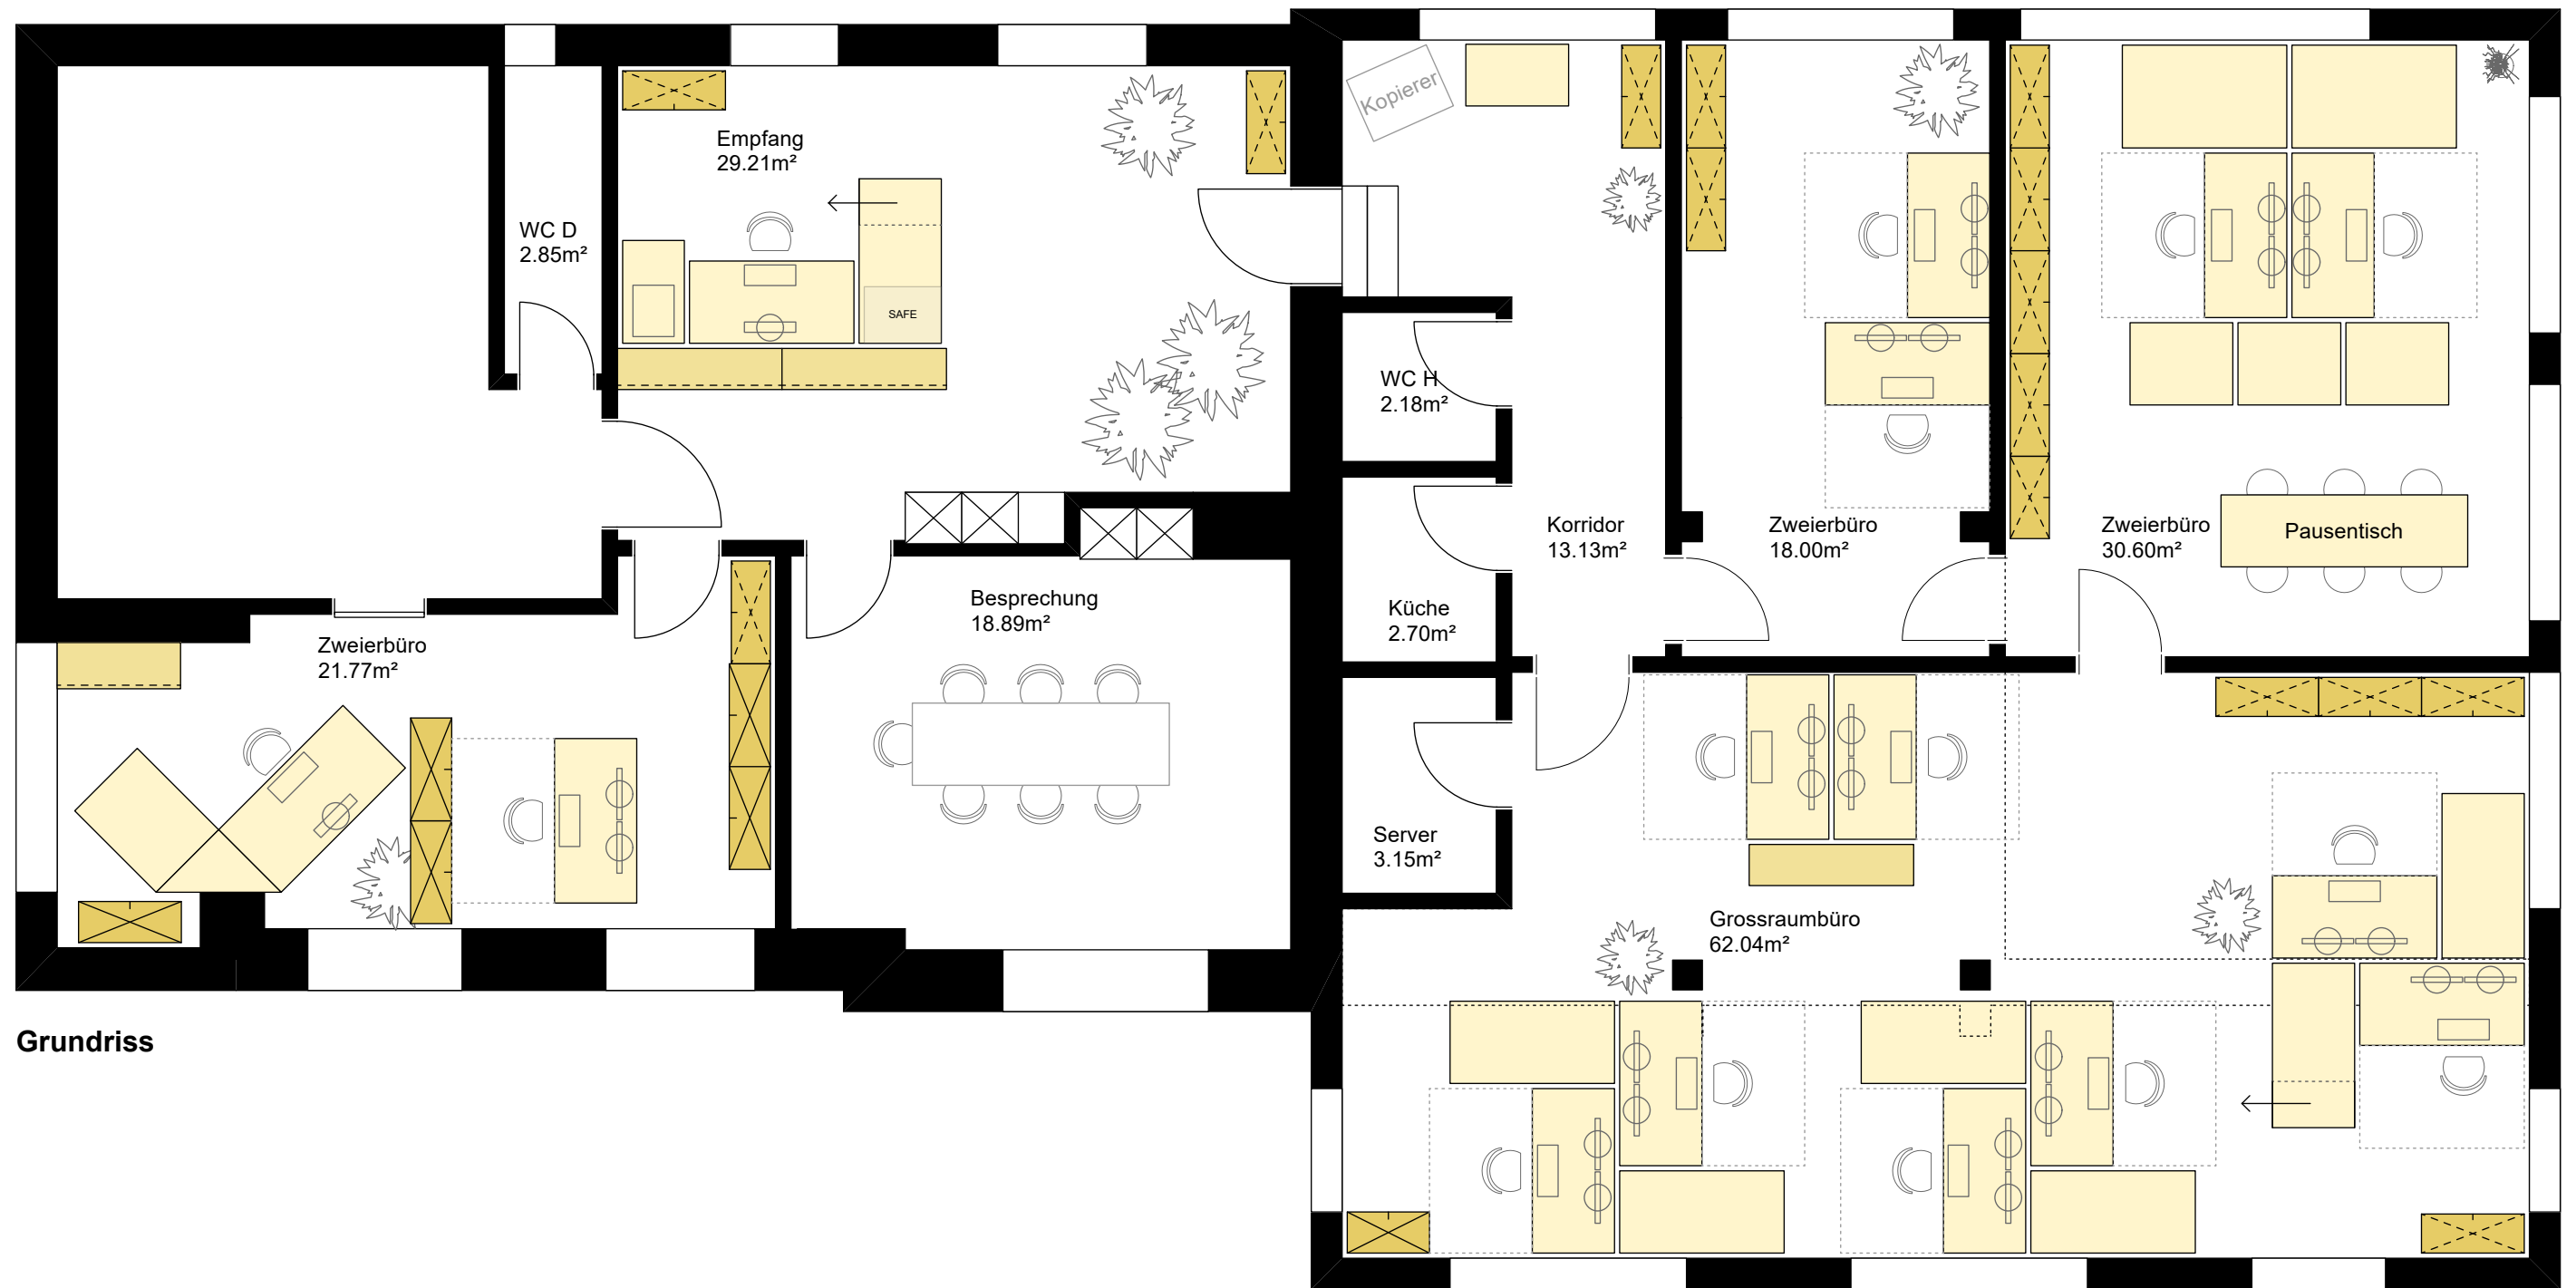 Kopierer
Empfang
29.21m²
WC D
2.85m²
SAFE
WC H
2.18m²
Korridor
13.13m²
Zweierbüro
18.00m²
Zweierbüro
30.60m²
Pausentisch
Besprechung
18.89m²
Küche
2.70m²
Zweierbüro
21.77m²
Server
3.15m²
Grossraumbüro
62.04m²
Grundriss